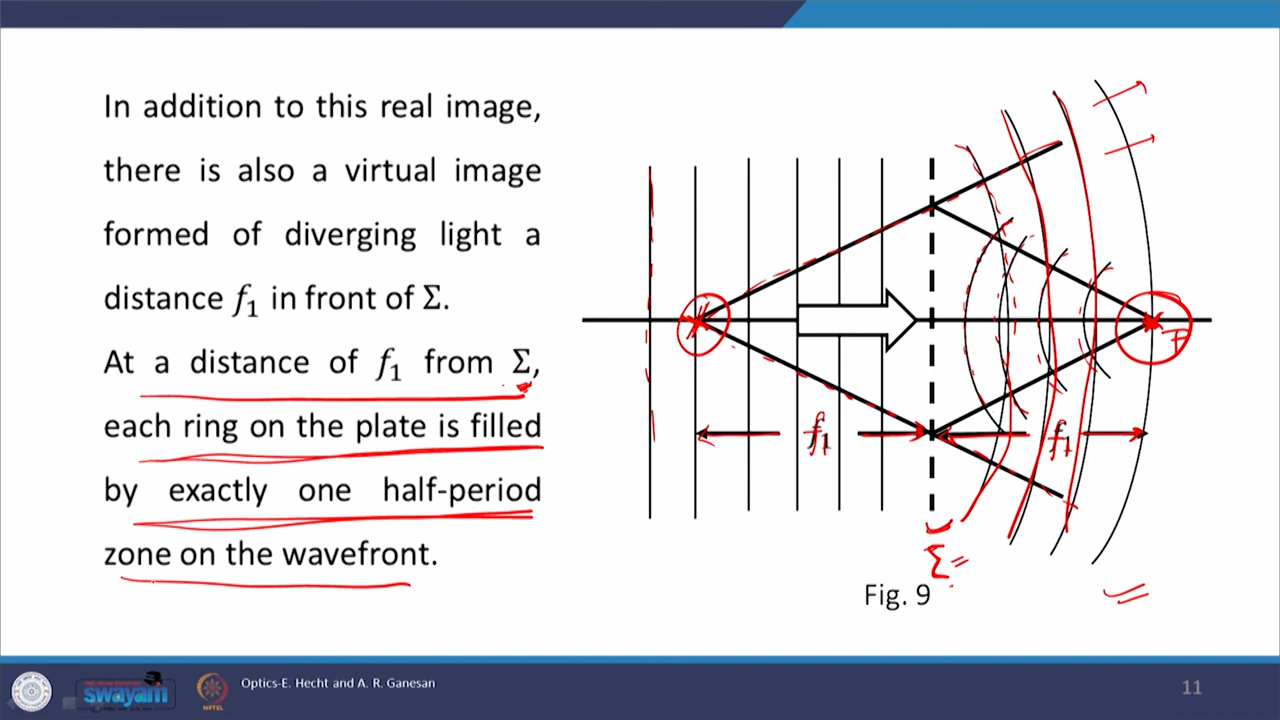 In addition to this real image,
there is also a virtual image
formed of diverging light a
distance f₁ in front of Σ.
At a distance of f₁ from Σ,
each ring on the plate is filled
by exactly one half-period
zone on the wavefront.
P
f₁
f₁
Σ
Fig. 9
swayam
NPTEL
Optics-E. Hecht and A. R. Ganesan
11